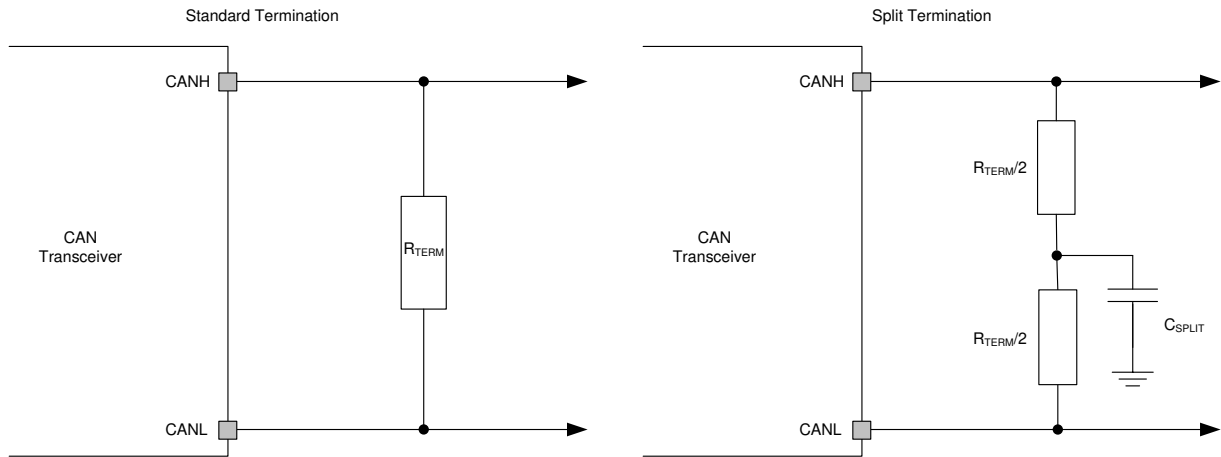 Standard Termination
CANH
CAN
Transceiver
RTERM
CANL
Split Termination
CANH
RTERM/2
CAN
Transceiver
RTERM/2
CSPLIT
CANL